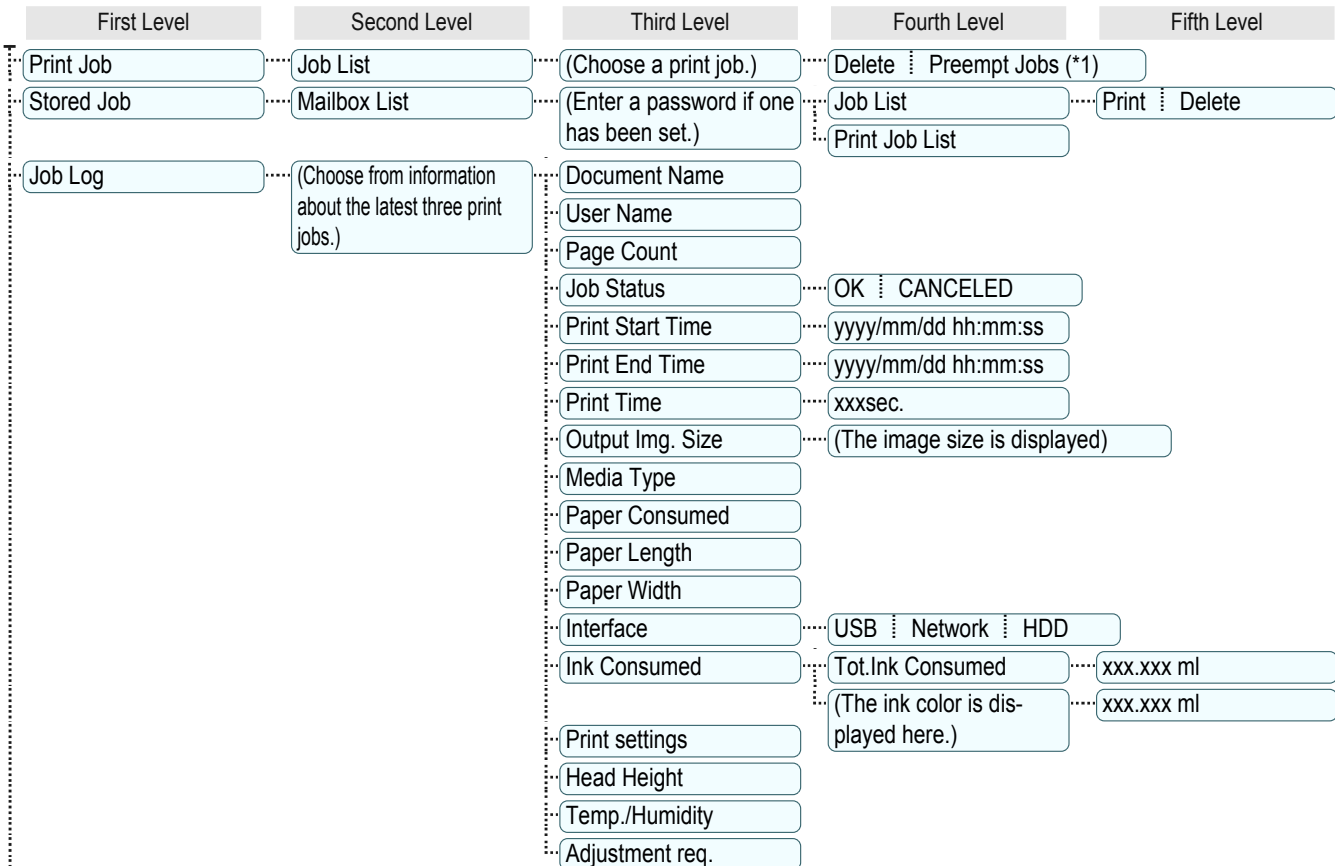 First Level Second Level Third Level Fourth Level Fifth Level
Print Job Job List (Choose a print job.) Delete Preempt Jobs (*1)
Stored Job Mailbox List (Enter a password if one has been set.) Job List Print Delete
Print Job List
Job Log (Choose from information about the latest three print jobs.) Document Name
User Name
Page Count
Job Status OK CANCELED
Print Start Time yyyy/mm/dd hh:mm:ss
Print End Time yyyy/mm/dd hh:mm:ss
Print Time xxxsec.
Output Img. Size (The image size is displayed)
Media Type
Paper Consumed
Paper Length
Paper Width
Interface USB Network HDD
Ink Consumed Tot.Ink Consumed xxx.xxx ml
(The ink color is dis-
played here.) xxx.xxx ml
Print settings
Head Height
Temp./Humidity
Adjustment req.